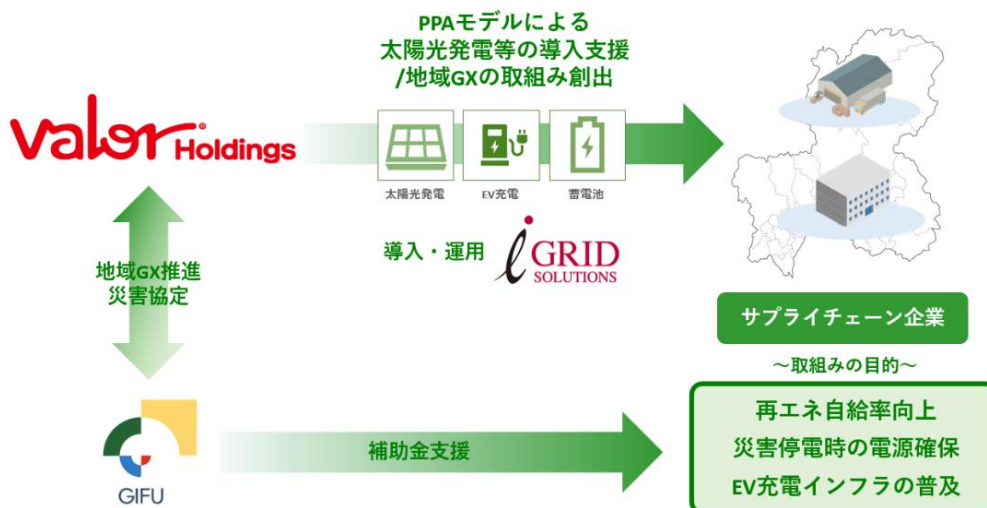 PPAモデルによる
太陽光発電等の導入支援
/地域GXの取組み創出
valor® Holdings
太陽光発電
EV充電
蓄電池
導入・運用
i GRID
SOLUTIONS
地域GX推進
災害協定
サプライチェーン企業
～取組みの目的～
再エネ自給率向上
災害停電時の電源確保
EV充電インフラの普及
補助金支援
GIFU